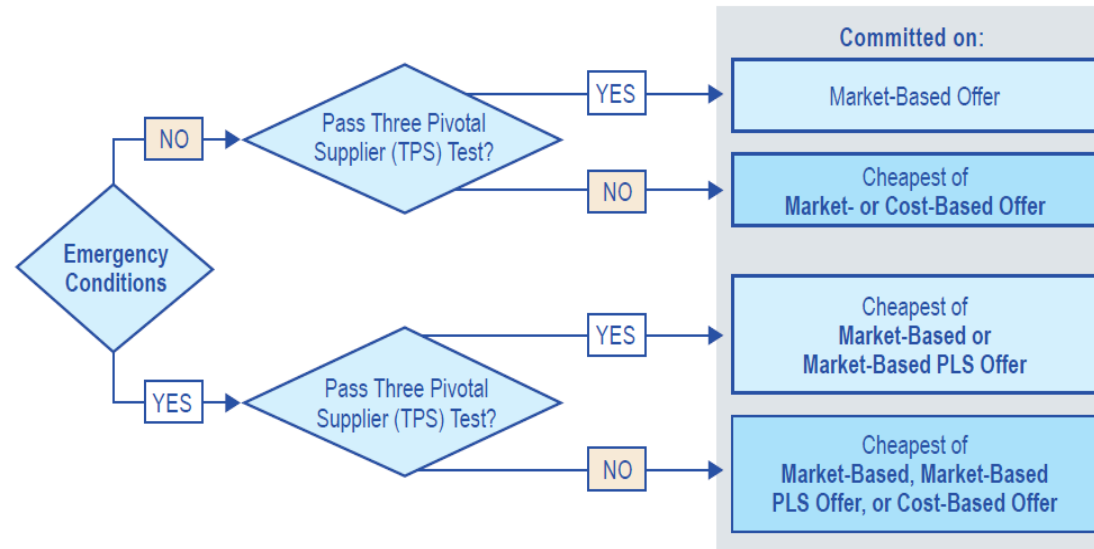 Committed on:
YES
Market-Based Offer
Pass Three Pivotal
Supplier (TPS) Test?
NO
NO
Cheapest of
Market- or Cost-Based Offer
Emergency
Conditions
YES
Cheapest of
Market-Based or
Market-Based PLS Offer
YES
Pass Three Pivotal
Supplier (TPS) Test?
NO
Cheapest of
Market-Based, Market-Based
PLS Offer, or Cost-Based Offer